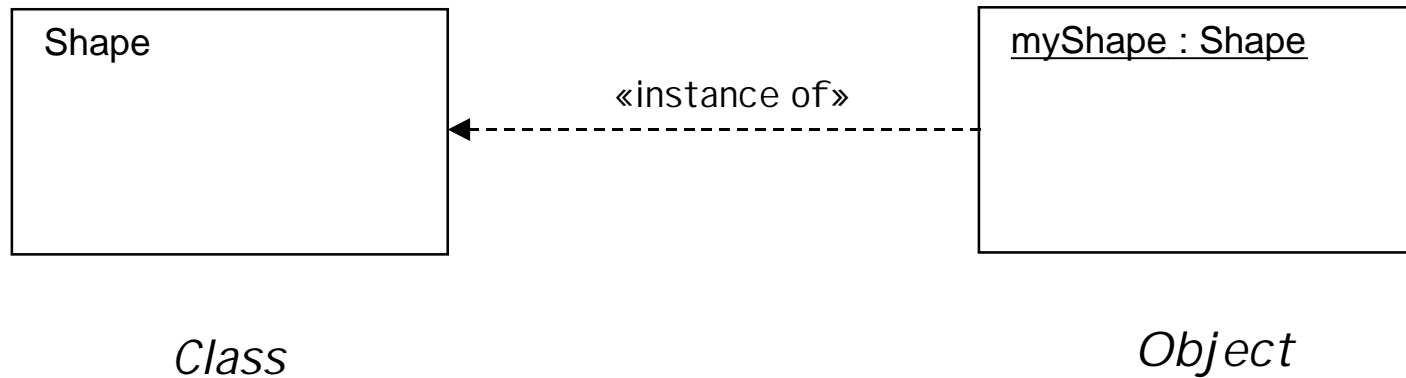 Shape
myShape : Shape
«instance of»
Class
Object